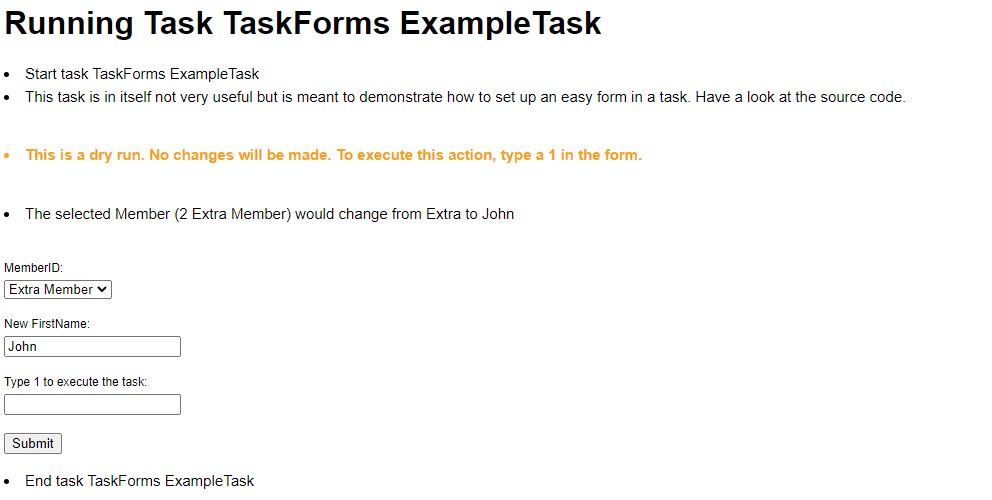 Running Task TaskForms ExampleTask
Start task TaskForms ExampleTask
This task is in itself not very useful but is meant to demonstrate how to set up an easy form in a task. Have a look at the source code.
This is a dry run. No changes will be made. To execute this action, type a 1 in the form.
The selected Member (2 Extra Member) would change from Extra to John
MemberID:
Extra Member
New FirstName:
John
Type 1 to execute the task:
Submit
End task TaskForms ExampleTask